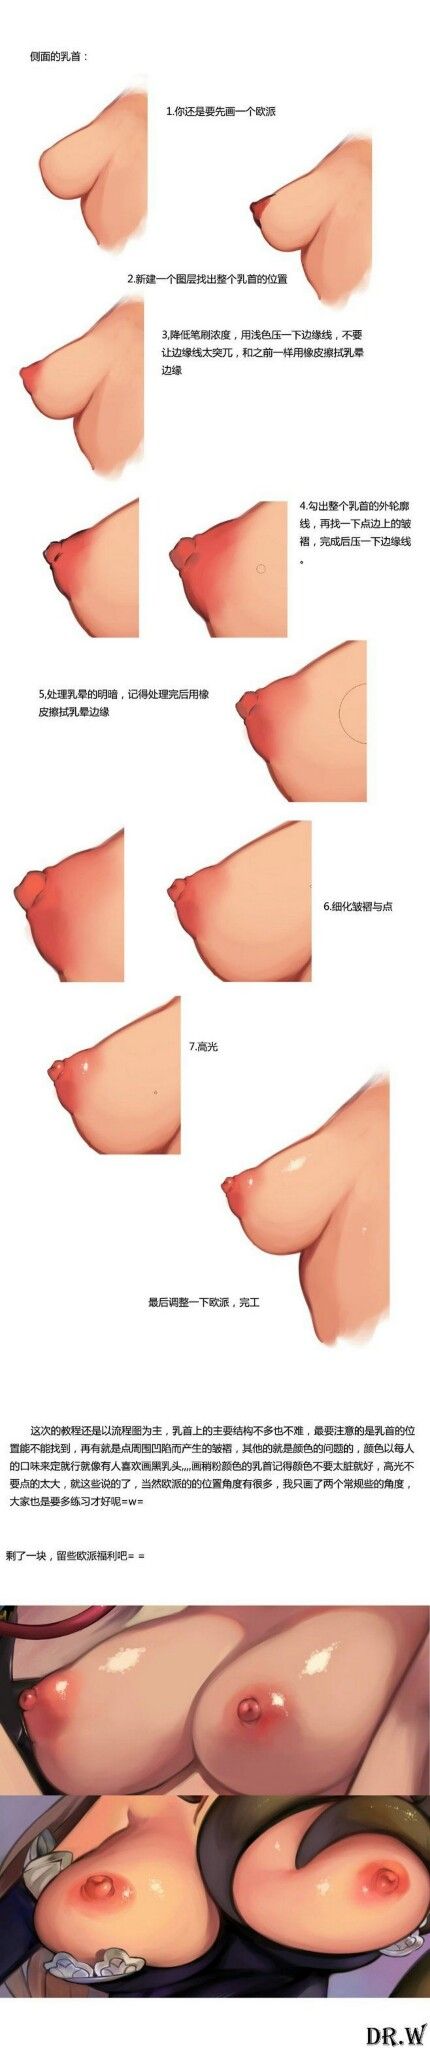 侧面的乳首：
1.你还是要先画一个欧派
2.新建一个图层找出整个乳首的位置
3,降低笔刷浓度，用浅色压一下边缘线，不要
让边缘线太突兀，和之前一样用橡皮擦拭乳晕
边缘
4.勾出整个乳首的外轮廓
线，再找一下点边上的皱
褶，完成后压一下边缘线
。
5,处理乳晕的明暗，记得处理完后用橡
皮擦拭乳晕边缘
6.细化皱褶与点
7.高光
最后调整一下欧派，完工
这次的教程还是以流程图为主，乳首上的主要结构不多也不难，最要注意的是乳首的位
置能不能找到，再有就是点周围凹陷而产生的皱褶，其他的就是颜色的问题的，颜色以每人
的口味来定就行就像有人喜欢画黑乳头,,,,画稍粉颜色的乳首记得颜色不要太脏就好，高光不
要点的太大，就这些说的了，当然欧派的的位置角度有很多，我只画了两个常规些的角度，
大家也是要多练习才好呢=w=
剩了一块，留些欧派福利吧= =
DR.W